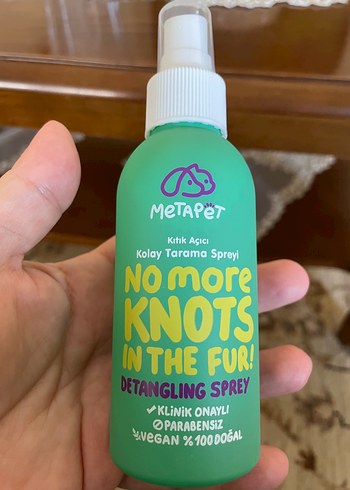 MeTAPeT
Kıtık Açıcı
Kolay Tarama Spreyi
No more
KNOTS
IN THE FUR!
DETANGLING SPREY
KLİNİK ONAYLI
PARABENSİZ
VEGAN %100 DOĞAL